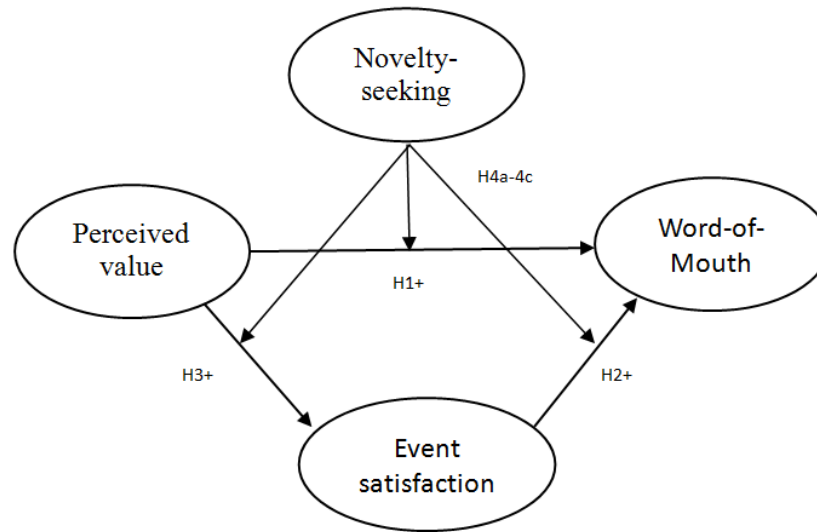 Novelty-
seeking
H4a-4c
Perceived
value
Word-of-
Mouth
H1+
H3+
H2+
Event
satisfaction